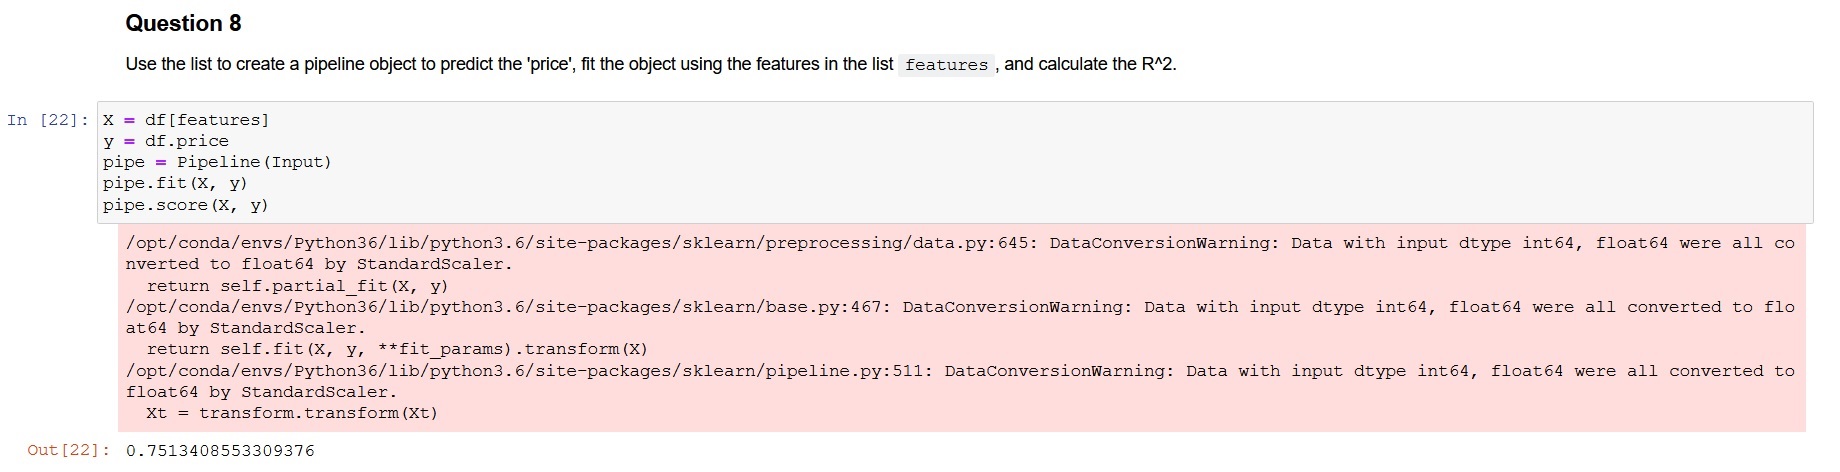 Question 8
Use the list to create a pipeline object to predict the 'price', fit the object using the features in the list features , and calculate the R^2.
In [22]: X = df[features]
y = df.price
pipe = Pipeline(Input)
pipe.fit(X, y)
pipe.score(X, y)
/opt/conda/envs/Python36/lib/python3.6/site-packages/sklearn/preprocessing/data.py:645: DataConversionWarning: Data with input dtype int64, float64 were all co
nverted to float64 by StandardScaler.
  return self.partial_fit(X, y)
/opt/conda/envs/Python36/lib/python3.6/site-packages/sklearn/base.py:467: DataConversionWarning: Data with input dtype int64, float64 were all converted to flo
at64 by StandardScaler.
  return self.fit(X, y, **fit_params).transform(X)
/opt/conda/envs/Python36/lib/python3.6/site-packages/sklearn/pipeline.py:511: DataConversionWarning: Data with input dtype int64, float64 were all converted to
float64 by StandardScaler.
  Xt = transform.transform(Xt)
Out[22]: 0.7513408553309376